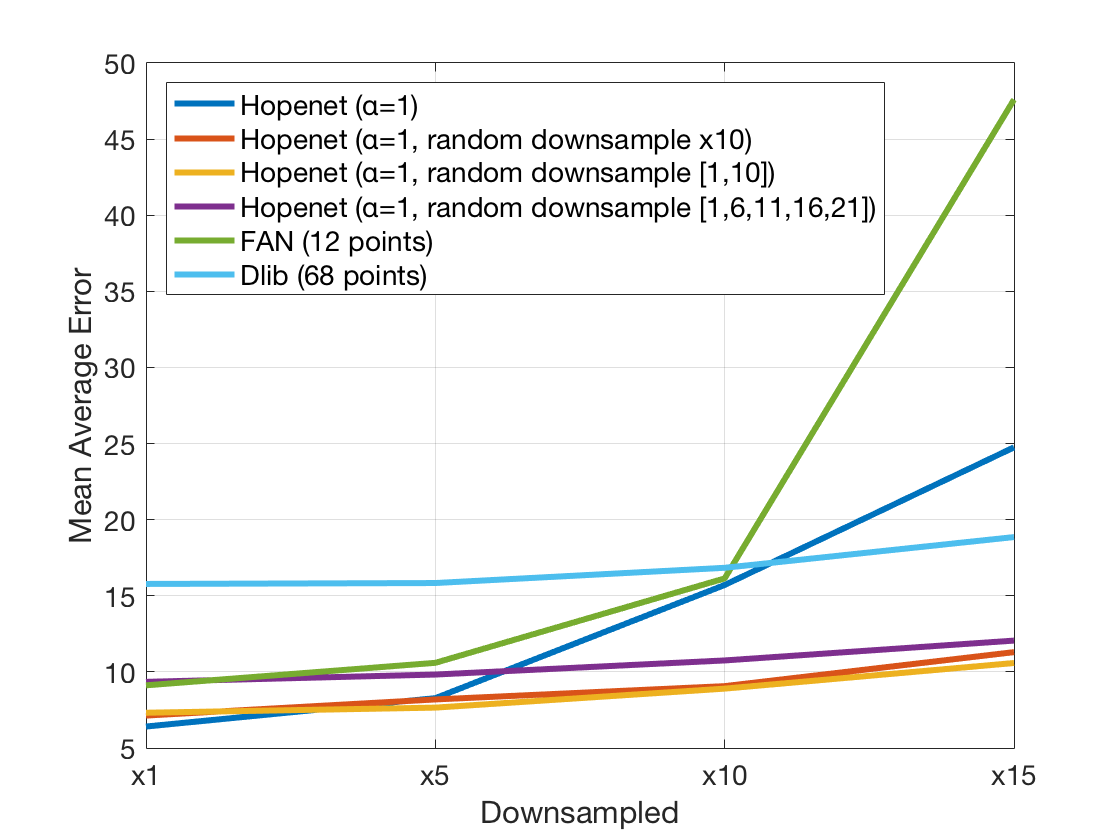 50
45
40
35
30
25
20
15
10
5
Mean Average Error
Hopenet (α=1)
Hopenet (α=1, random downsample x10)
Hopenet (α=1, random downsample [1,10])
Hopenet (α=1, random downsample [1,6,11,16,21])
FAN (12 points)
Dlib (68 points)
x1 x5 x10 x15
Downsampled